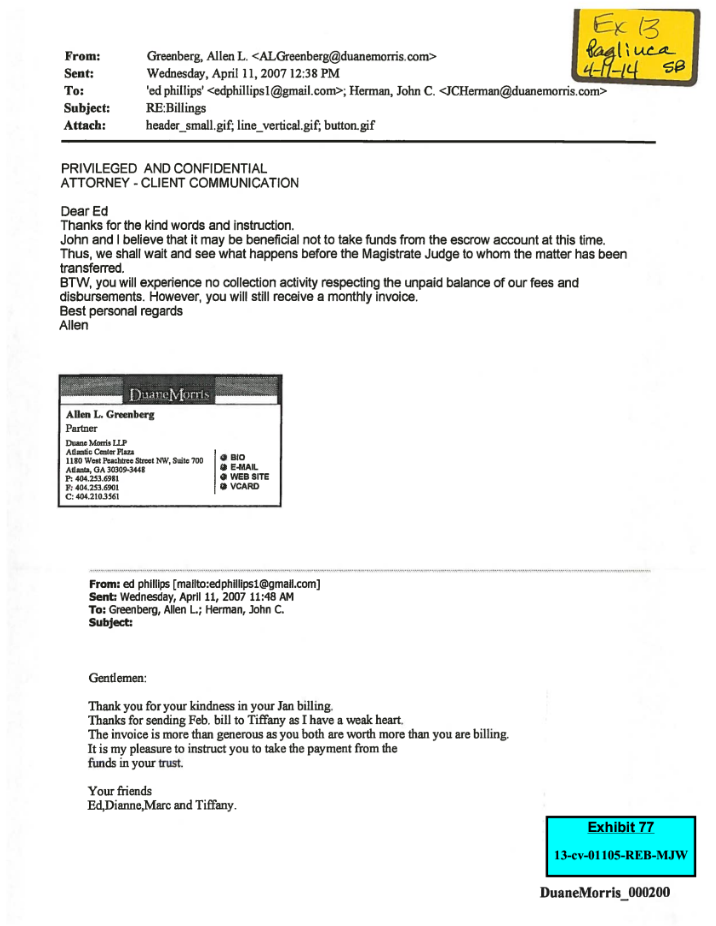 Ex 13
Pagliuca
4-17-14 SB
From: Greenberg, Allen L. <ALGreenberg@duanemorris.com>
Sent: Wednesday, April 11, 2007 12:38 PM
To: 'ed phillips' <edphillips1@gmail.com>; Herman, John C. <JCHerman@duanemorris.com>
Subject: RE:Billings
Attach: header_small.gif; line_vertical.gif; button.gif
PRIVILEGED AND CONFIDENTIAL
ATTORNEY - CLIENT COMMUNICATION
Dear Ed
Thanks for the kind words and instruction.
John and I believe that it may be beneficial not to take funds from the escrow account at this time.
Thus, we shall wait and see what happens before the Magistrate Judge to whom the matter has been
transferred.
BTW, you will experience no collection activity respecting the unpaid balance of our fees and
disbursements. However, you will still receive a monthly invoice.
Best personal regards
Allen
DuaneMorris
Allen L. Greenberg
Partner
Duane Morris LLP
Atlantic Center Plaza
1180 West Peachtree Street NW, Suite 700
Atlanta, GA 30309-3448
P: 404.253.6981
F: 404.253.6901
C: 404.210.3561
BIO
E-MAIL
WEB SITE
VCARD
From: ed phillips [mailto:edphillips1@gmail.com]
Sent: Wednesday, April 11, 2007 11:48 AM
To: Greenberg, Allen L.; Herman, John C.
Subject:
Gentlemen:
Thank you for your kindness in your Jan billing.
Thanks for sending Feb. bill to Tiffany as I have a weak heart.
The invoice is more than generous as you both are worth more than you are billing.
It is my pleasure to instruct you to take the payment from the
funds in your trust.
Your friends
Ed,Dianne,Marc and Tiffany.
Exhibit 77
13-cv-01105-REB-MJW
DuaneMorris_000200